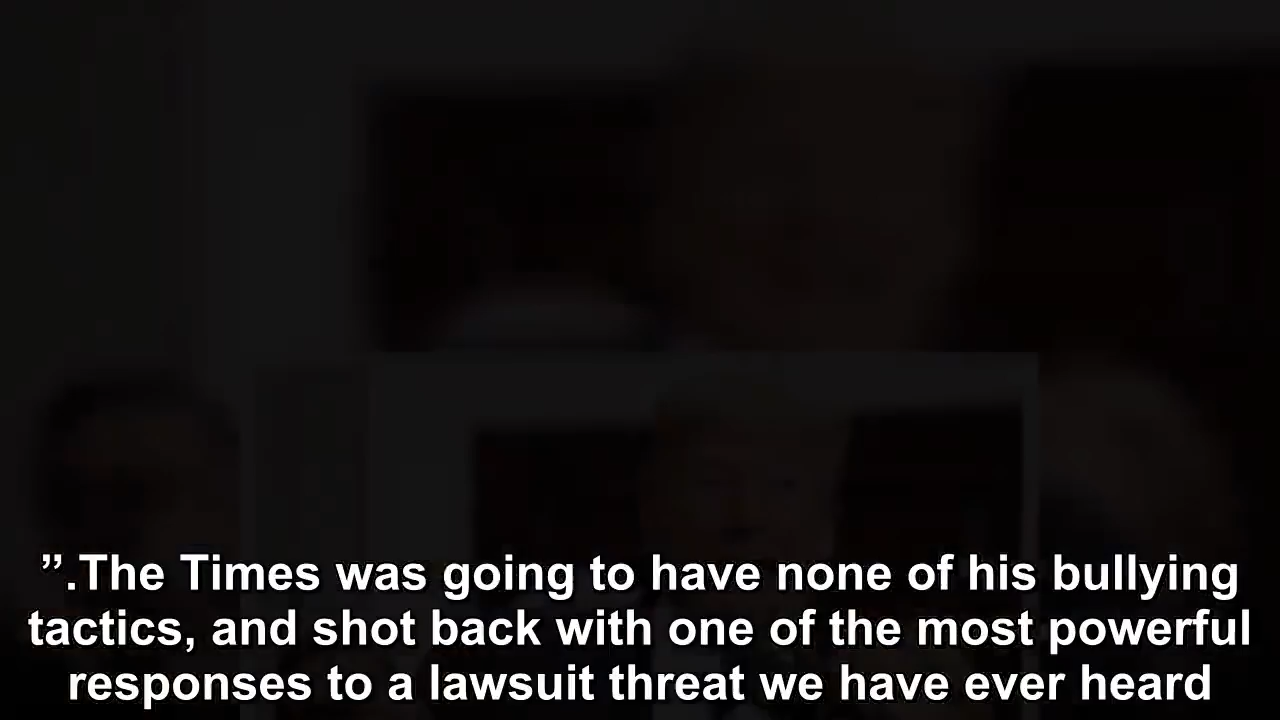 ”.The Times was going to have none of his bullying
tactics, and shot back with one of the most powerful
responses to a lawsuit threat we have ever heard